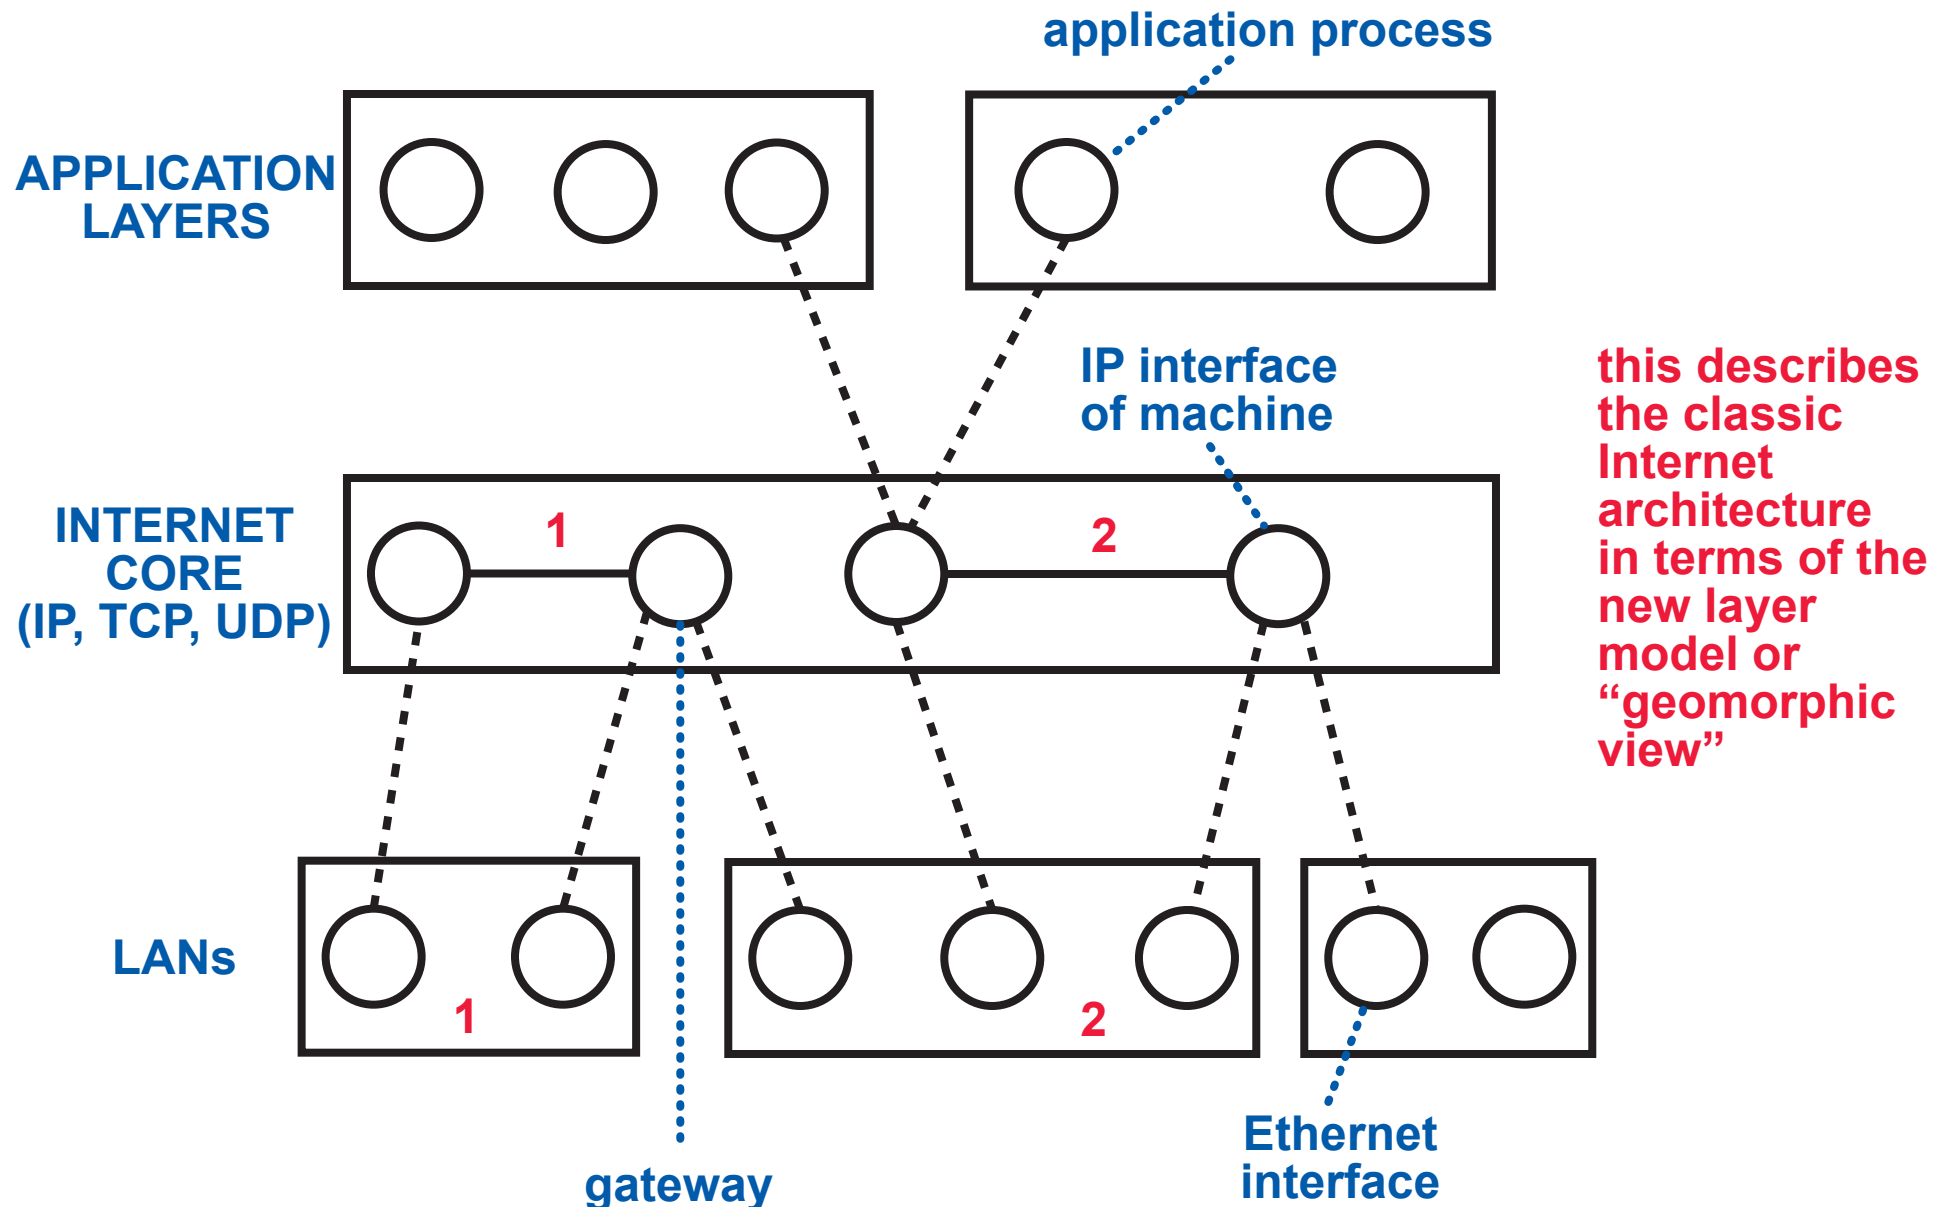 application process
APPLICATION
LAYERS
IP interface
of machine
this describes
the classic
Internet
architecture
in terms of the
new layer
model or
“geomorphic
view”
INTERNET
CORE
(IP, TCP, UDP)
1
2
LANs
1
2
Ethernet
interface
gateway